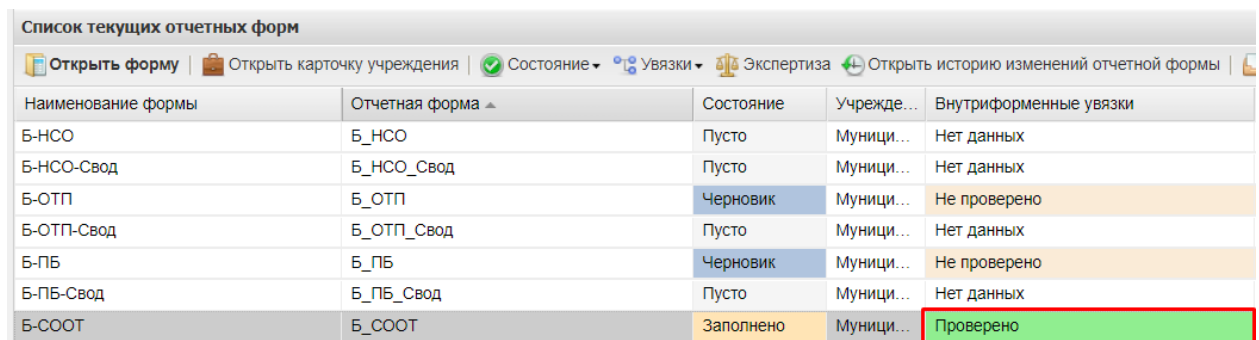 Список текущих отчетных форм
Открыть форму | Открыть карточку учреждения | Состояние Увязки Экспертиза Открыть историю изменений отчетной формы |
Наименование формы Отчетная форма Состояние Учрежде... Внутриформенные увязки
Б-НСО Б_НСО Пусто Муници... Нет данных
Б-НСО-Свод Б_НСО_Свод Пусто Муници... Нет данных
Б-ОТП Б_ОТП Черновик Муници... Не проверено
Б-ОТП-Свод Б_ОТП_Свод Пусто Муници... Нет данных
Б-ПБ Б_ПБ Черновик Муници... Не проверено
Б-ПБ-Свод Б_ПБ_Свод Пусто Муници... Нет данных
Б-СООТ Б_СООТ Заполнено Муници... Проверено